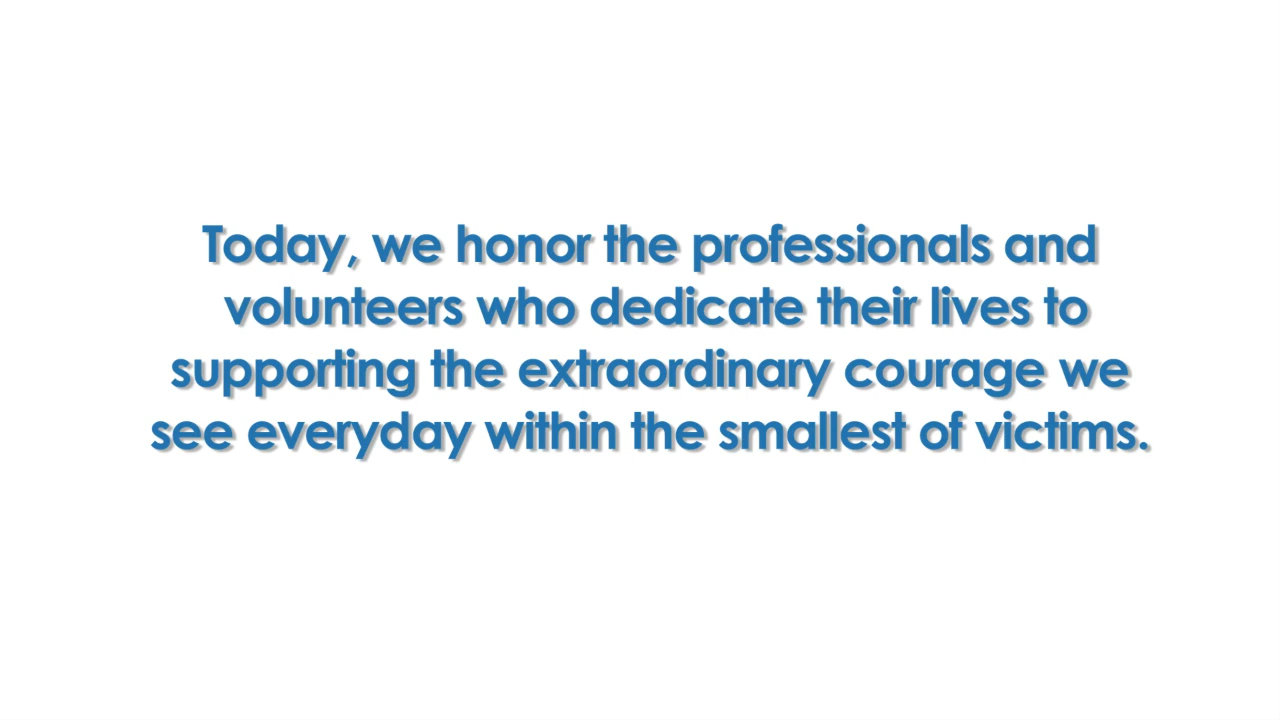 Today, we honor the professionals and
volunteers who dedicate their lives to
supporting the extraordinary courage we
see everyday within the smallest of victims.